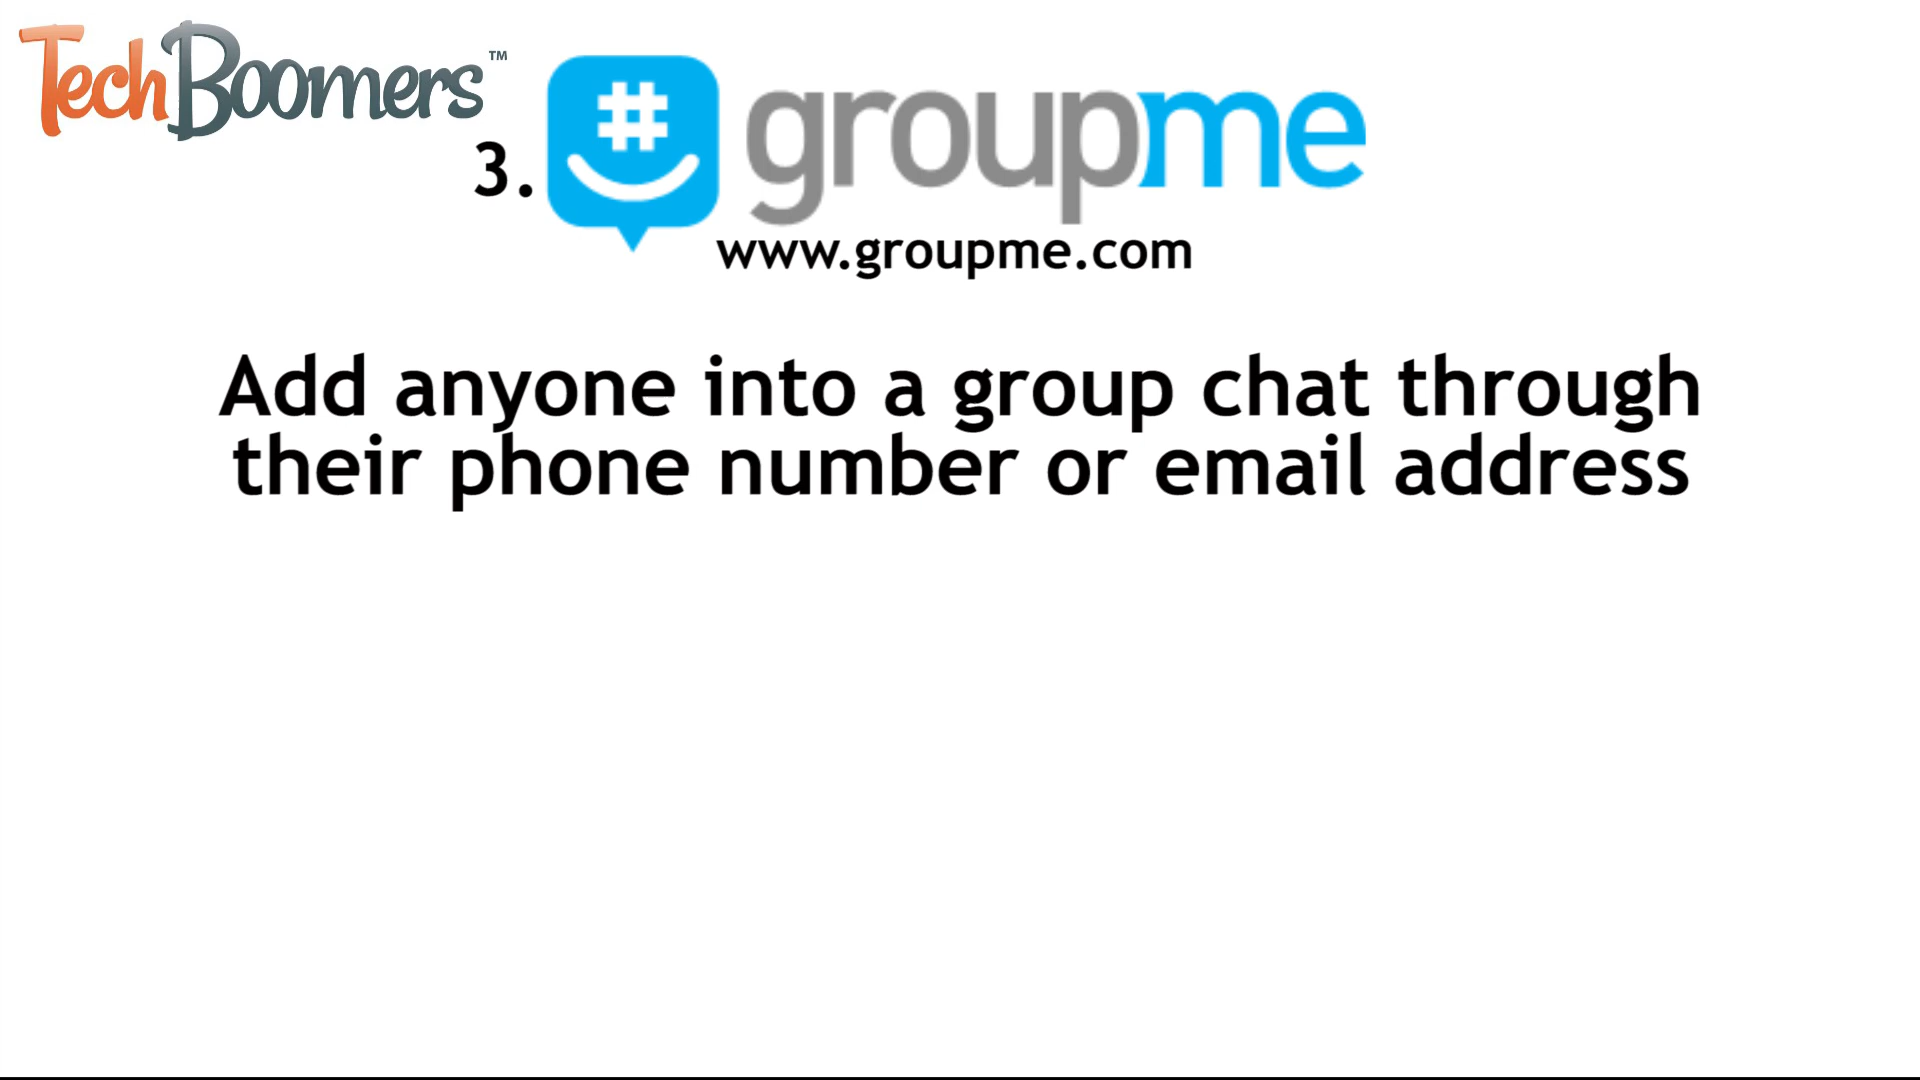 TechBoomers™
3. # groupme
www.groupme.com
Add anyone into a group chat through
their phone number or email address